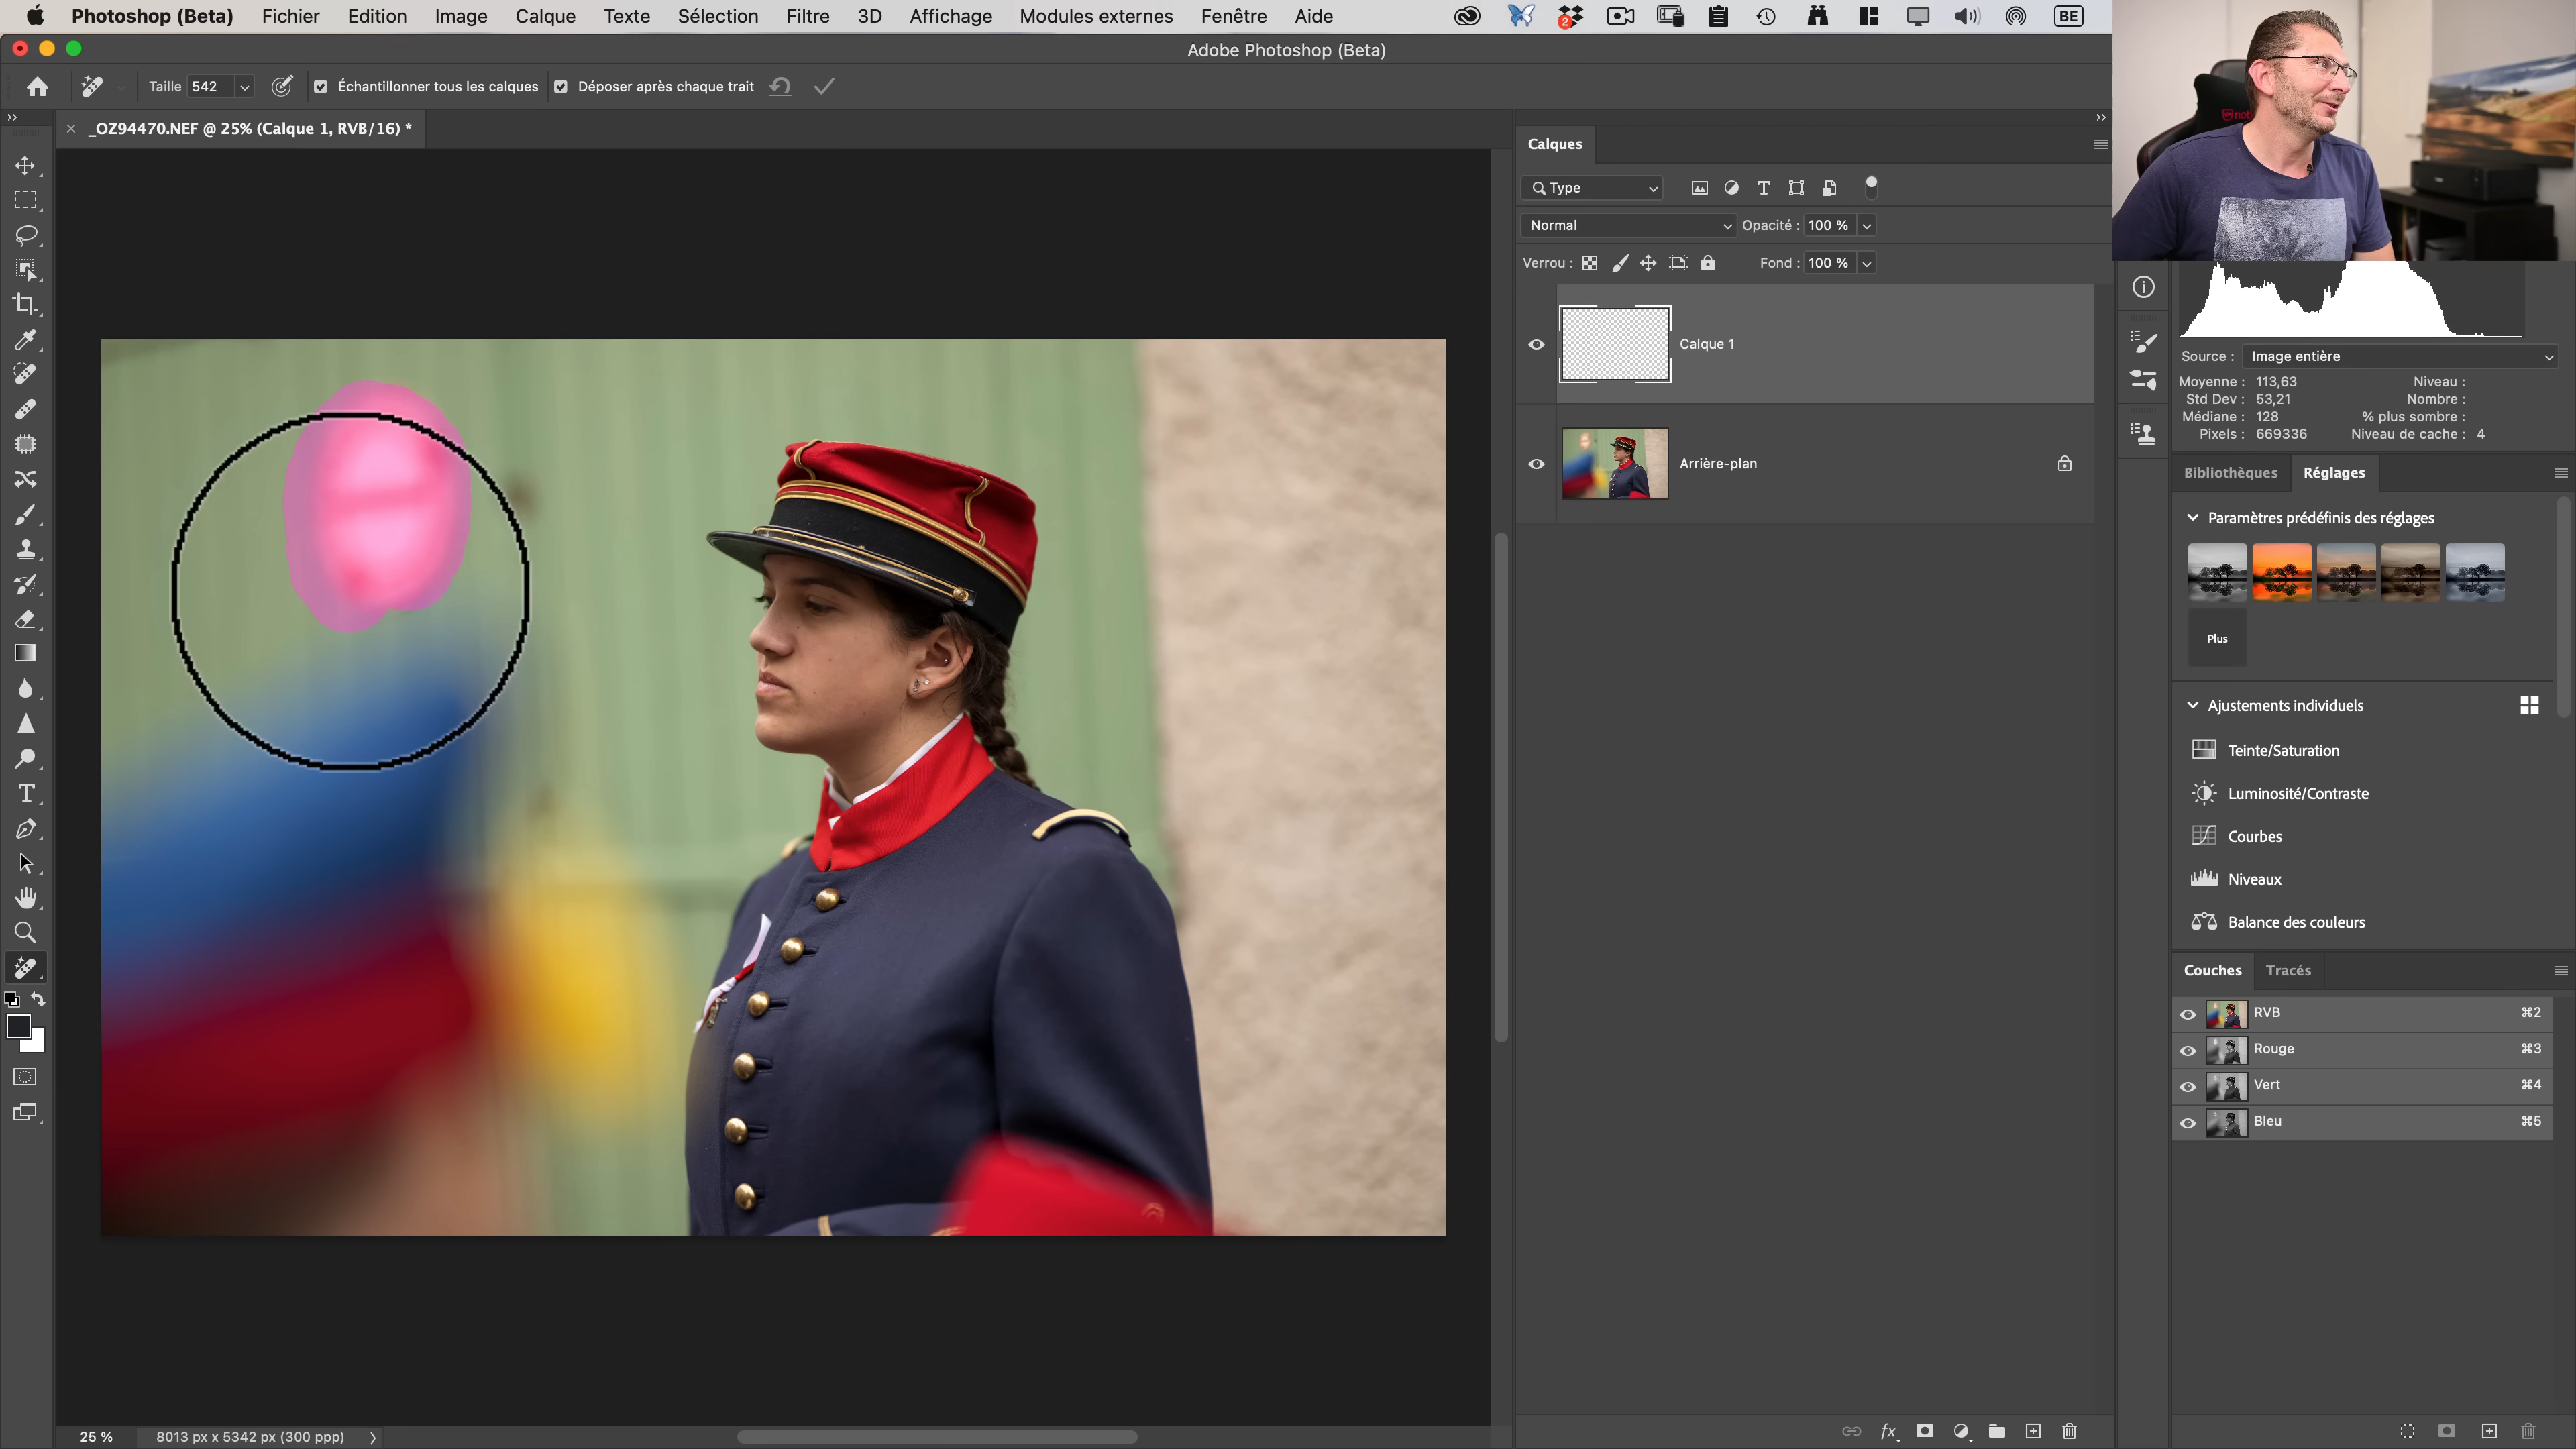 Photoshop (Beta) Fichier Edition Image Calque Texte Sélection Filtre 3D Affichage Modules externes Fenêtre Aide 2 BE
Adobe Photoshop (Beta)
Taille 542 Échantillonner tous les calques Déposer après chaque trait
_OZ94470.NEF @ 25% (Calque 1, RVB/16) *
Calques
Type
Normal Opacité : 100 %
Verrou : Fond : 100 %
Calque 1
Arrière-plan
Source : Image entière
Moyenne : 113,63 Niveau :
Std Dev : 53,21 Nombre :
Médiane : 128 % plus sombre :
Pixels : 669336 Niveau de cache : 4
Bibliothèques Réglages
Paramètres prédéfinis des réglages
Plus
Ajustements individuels
Teinte/Saturation
Luminosité/Contraste
Courbes
Niveaux
Balance des couleurs
Couches Tracés
RVB ⌘2
Rouge ⌘3
Vert ⌘4
Bleu ⌘5
25 % 8013 px x 5342 px (300 ppp)
fx